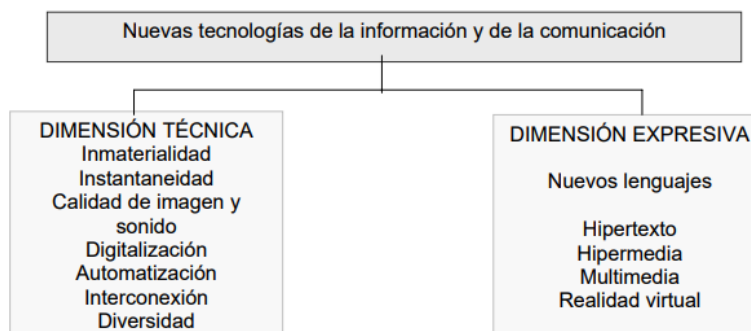 Nuevas tecnologías de la información y de la comunicación
DIMENSIÓN TÉCNICA
Inmaterialidad
Instantaneidad
Calidad de imagen y
sonido
Digitalización
Automatización
Interconexión
Diversidad
DIMENSIÓN EXPRESIVA
Nuevos lenguajes
Hipertexto
Hipermedia
Multimedia
Realidad virtual